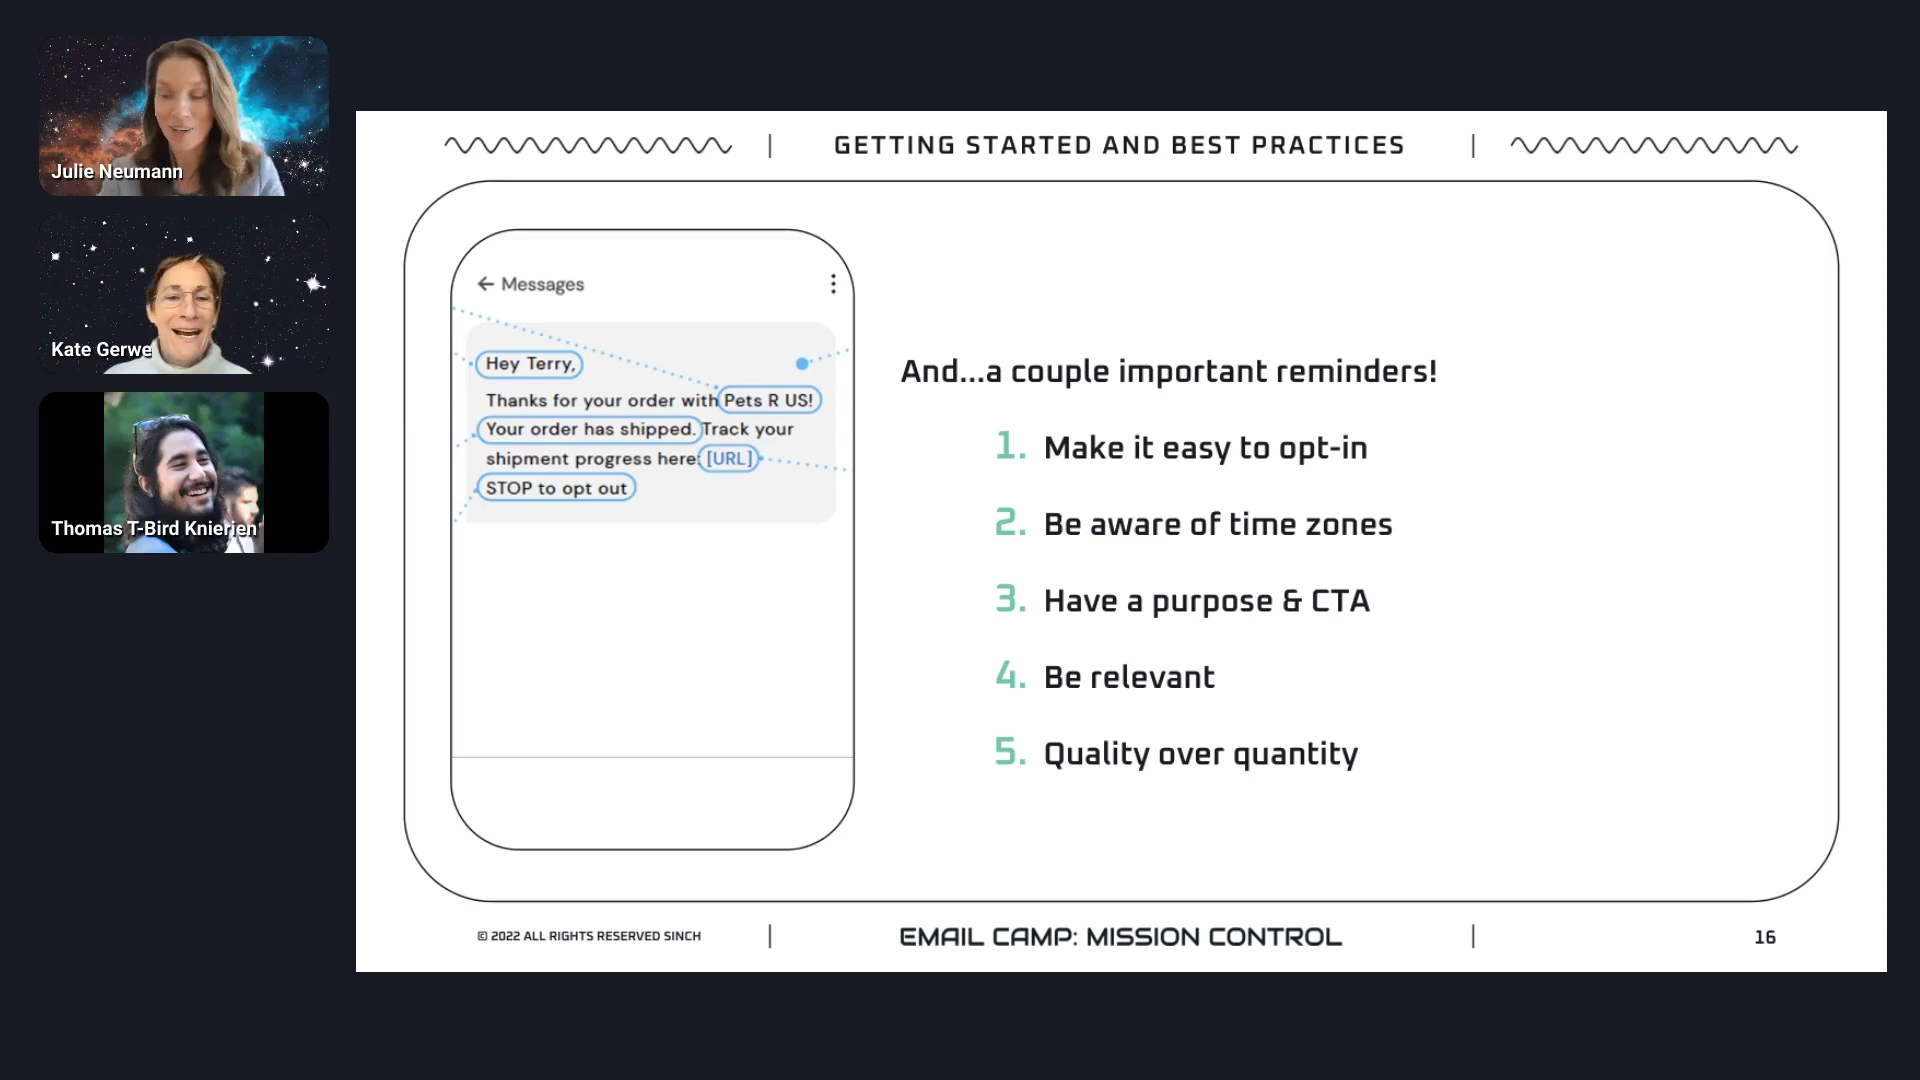 Julie Neumann
Kate Gerwe
Thomas T-Bird Knierien
GETTING STARTED AND BEST PRACTICES
Messages
Hey Terry,
Thanks for your order with Pets R US!
Your order has shipped. Track your
shipment progress here: [URL]
STOP to opt out
And...a couple important reminders!
1. Make it easy to opt-in
2. Be aware of time zones
3. Have a purpose & CTA
4. Be relevant
5. Quality over quantity
© 2022 ALL RIGHTS RESERVED SINCH
EMAIL CAMP: MISSION CONTROL
16